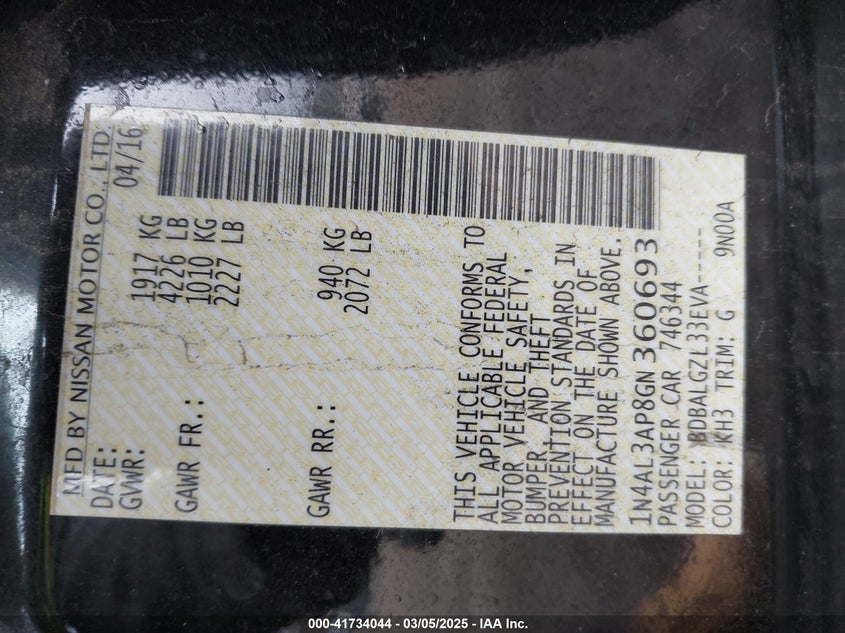 MFD BY NISSAN MOTOR CO., LTD
DATE: 04/16
GVWR: 1917 KG
4226 LB
GAWR FR.: 1010 KG
2227 LB
GAWR RR.: 940 KG
2072 LB
THIS VEHICLE CONFORMS TO
ALL APPLICABLE FEDERAL
MOTOR VEHICLE SAFETY,
BUMPER, AND THEFT
PREVENTION STANDARDS IN
EFFECT ON THE DATE OF
MANUFACTURE SHOWN ABOVE.
1N4AL3AP8GN360693
PASSENGER CAR 746344
MODEL: BDBALGZL33EVA-----
COLOR: KH3 TRIM: G 9N00A
000-41734044 — 03/05/2025 — IAA Inc.